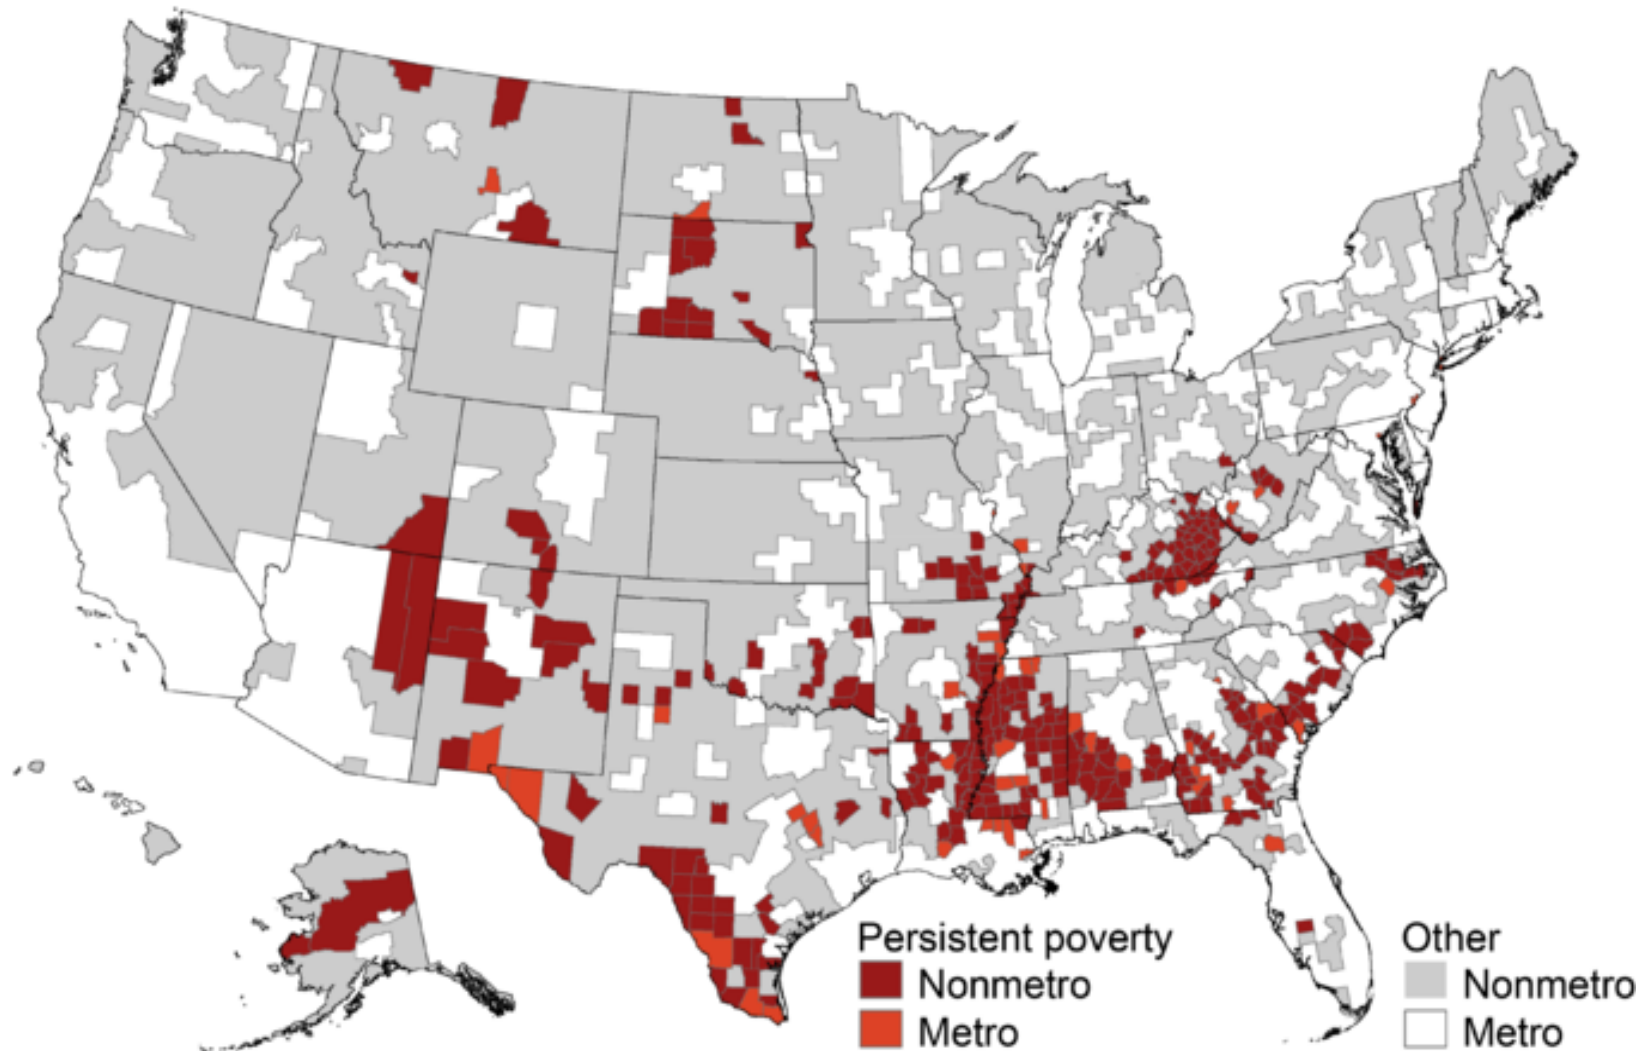 Persistent poverty
Nonmetro
Metro
Other
Nonmetro
Metro